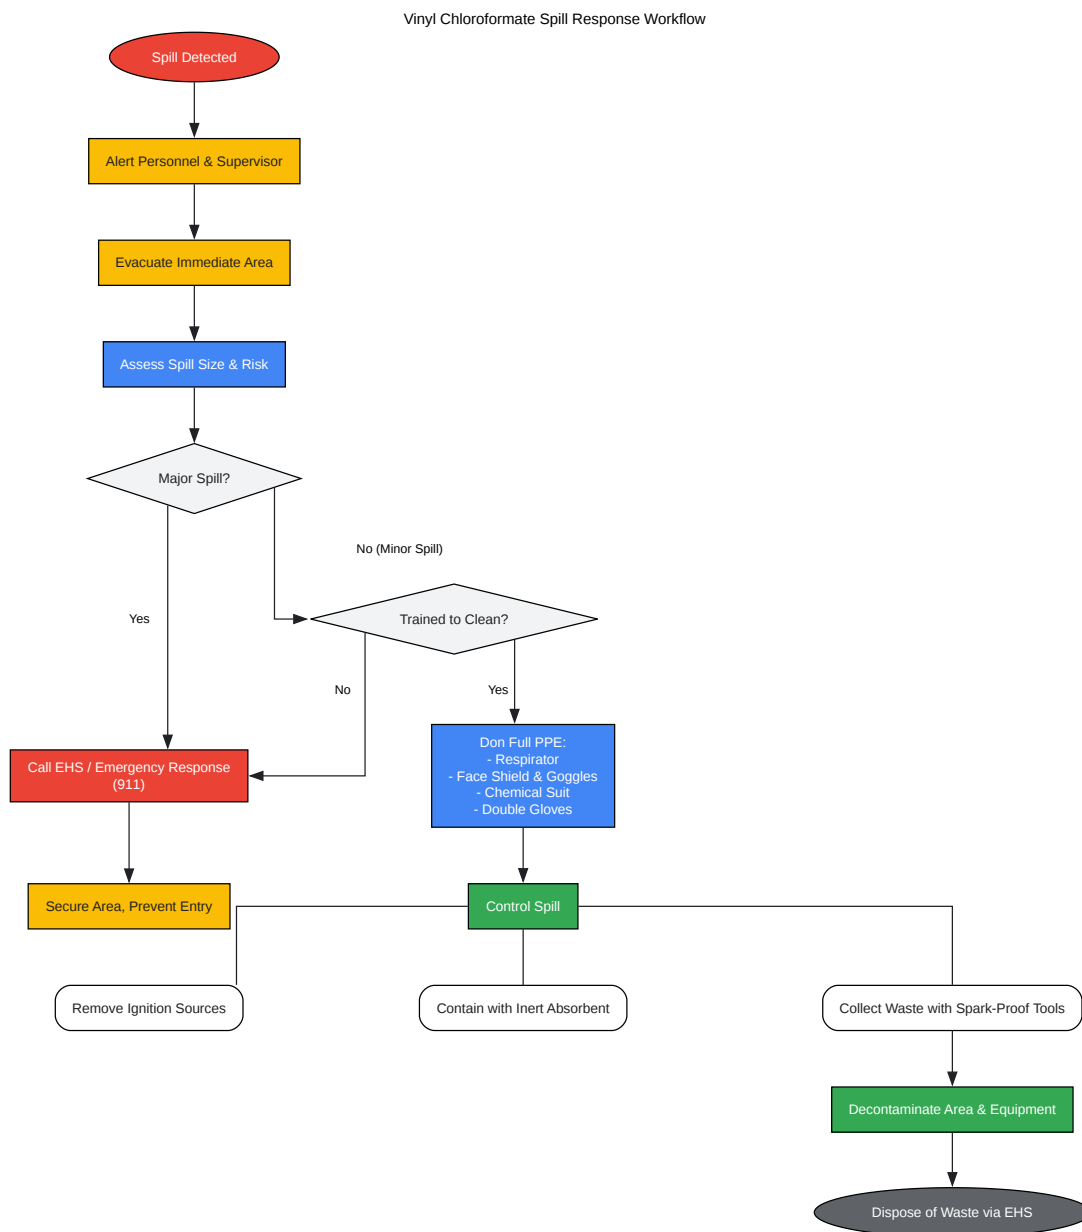 Vinyl Chloroformate Spill Response Workflow
Spill Detected
Alert Personnel & Supervisor
Evacuate Immediate Area
Assess Spill Size & Risk
Major Spill?
No (Minor Spill)
Yes
Trained to Clean?
No
Yes
Don Full PPE:
- Respirator
- Face Shield & Goggles
- Chemical Suit
- Double Gloves
Call EHS / Emergency Response
(911)
Secure Area, Prevent Entry
Control Spill
Remove Ignition Sources
Contain with Inert Absorbent
Collect Waste with Spark-Proof Tools
Decontaminate Area & Equipment
Dispose of Waste via EHS